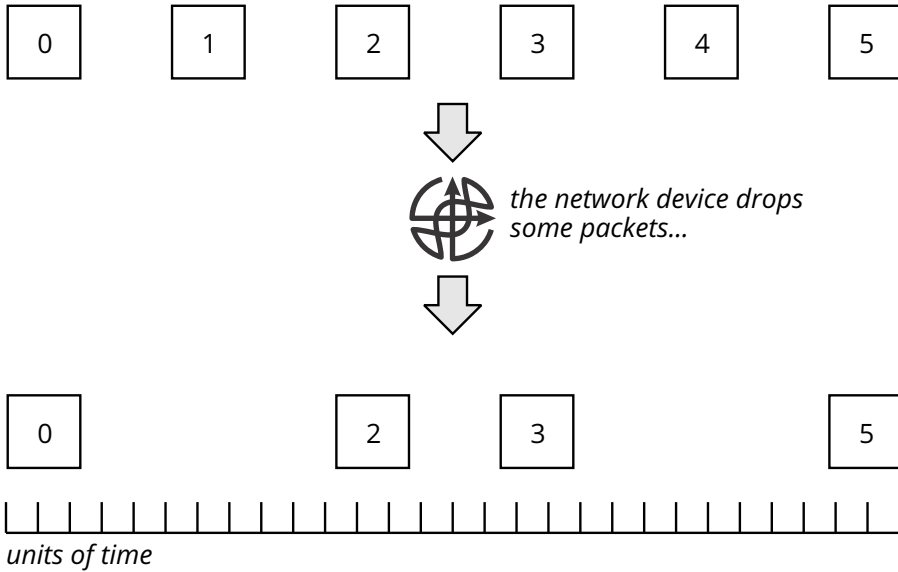 0 1 2 3 4 5
the network device drops
some packets...
0 2 3 5
units of time